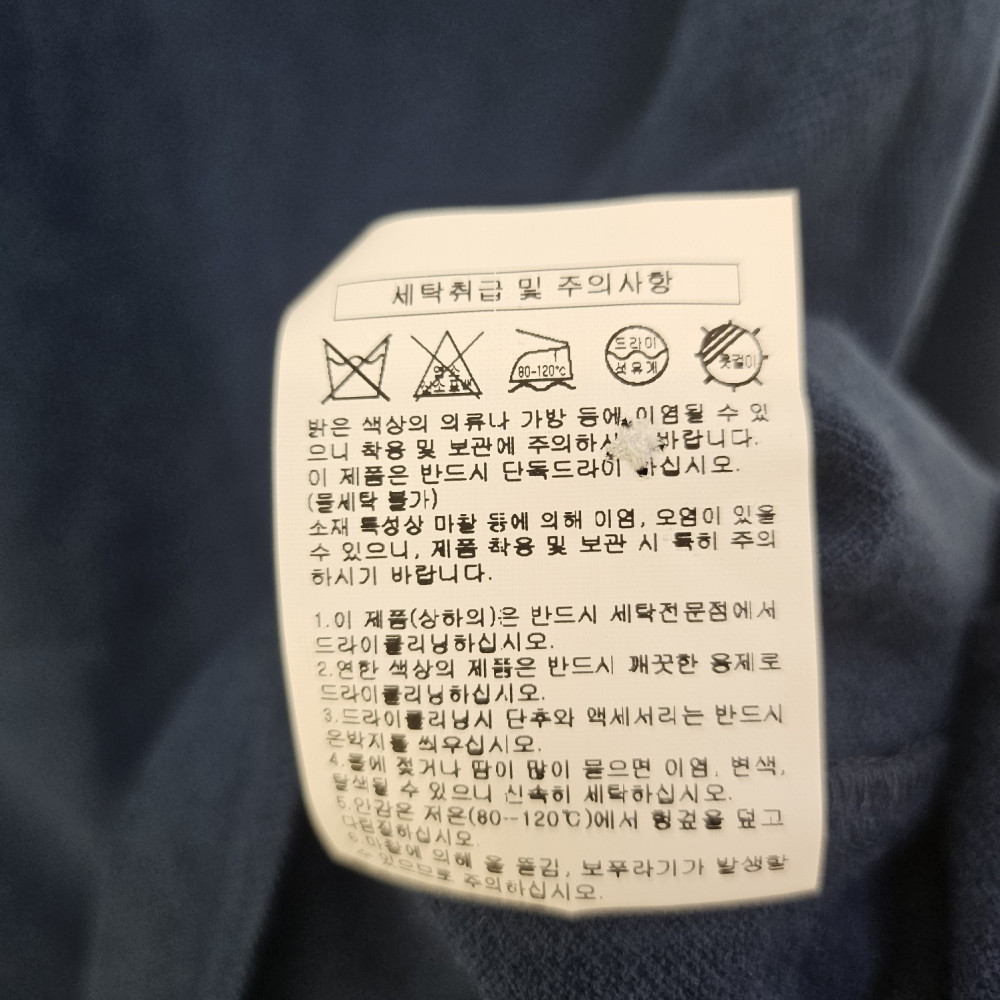 세탁취급 및 주의사항
염소 산소표백
80-120℃
드라이
석유계
옷걸이
밝은 색상의 의류나 가방 등에 이염될 수 있
으니 착용 및 보관에 주의하시 바랍니다.
이 제품은 반드시 단독드라이 하십시오.
(물세탁 불가)
소재 특성상 마찰 등에 의해 이염, 오염이 있을
수 있으니, 제품 착용 및 보관 시 특히 주의
하시기 바랍니다.
1.이 제품(상하의)은 반드시 세탁전문점에서
드라이클리닝하십시오.
2.연한 색상의 제품은 반드시 깨끗한 용제로
드라이클리닝하십시오.
3.드라이클리닝시 단추와 액세서리는 반드시
은박지를 씌우십시오.
4.물에 젖거나 땀이 많이 묻으면 이염, 변색,
탈색될 수 있으니 신속히 세탁하십시오.
5.안감은 저온(80--120℃)에서 헝겊을 덮고
다림질하십시오.
6.마찰에 의해 올 뜯김, 보푸라기가 발생할
수 있으므로 주의하십시오.